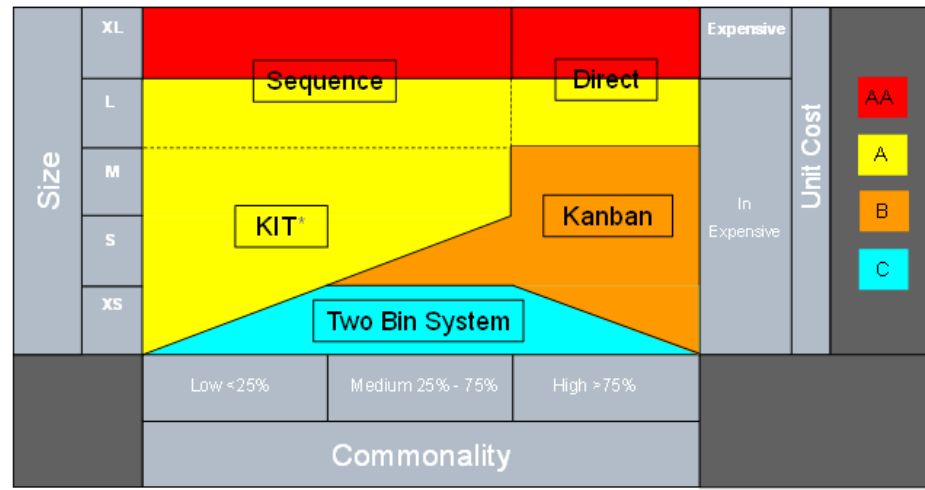 XL
Expensive
Sequence
Direct
L
AA
Size
Unit Cost
A
M
KIT*
Kanban
In
Expensive
B
S
C
XS
Two Bin System
Low <25%
Medium 25% - 75%
High >75%
Commonality